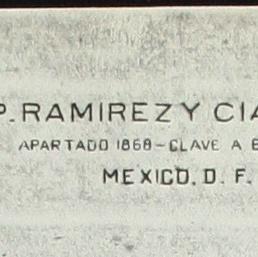 P. RAMIREZ Y CIA
APARTADO 1868-CLAVE A B
MEXICO, D. F.